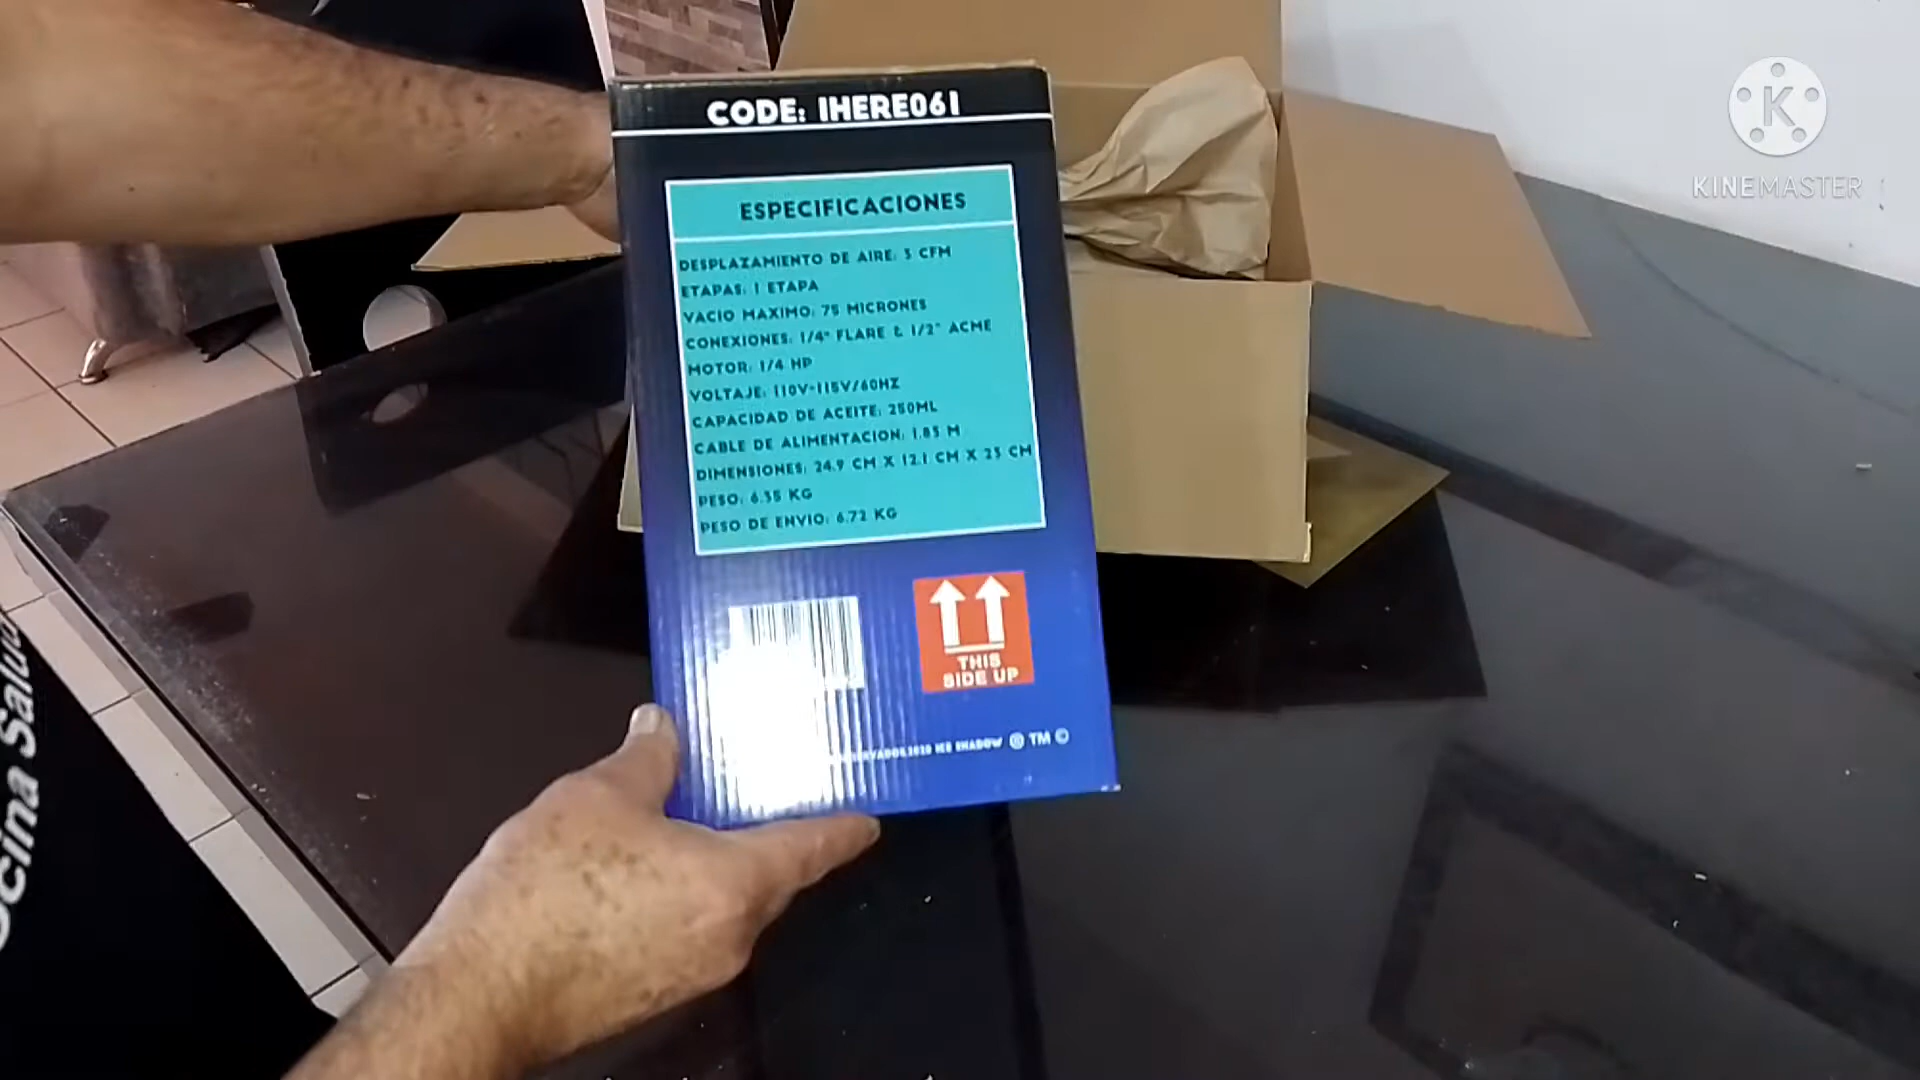 CODE: IHERE061
ESPECIFICACIONES
DESPLAZAMIENTO DE AIRE: 3 CFM
ETAPAS: 1 ETAPA
VACIO MAXIMO: 75 MICRONES
CONEXIONES: 1/4" FLARE & 1/2" ACME
MOTOR: 1/4 HP
VOLTAJE: 110V-115V/60HZ
CAPACIDAD DE ACEITE: 250ML
CABLE DE ALIMENTACION: 1.85 M
DIMENSIONES: 24.9 CM X 12.1 CM X 23 CM
PESO: 6.35 KG
PESO DE ENVIO: 6.72 KG
THIS
SIDE UP
2020 ICE SHADOW ® TM ©
KINEMASTER